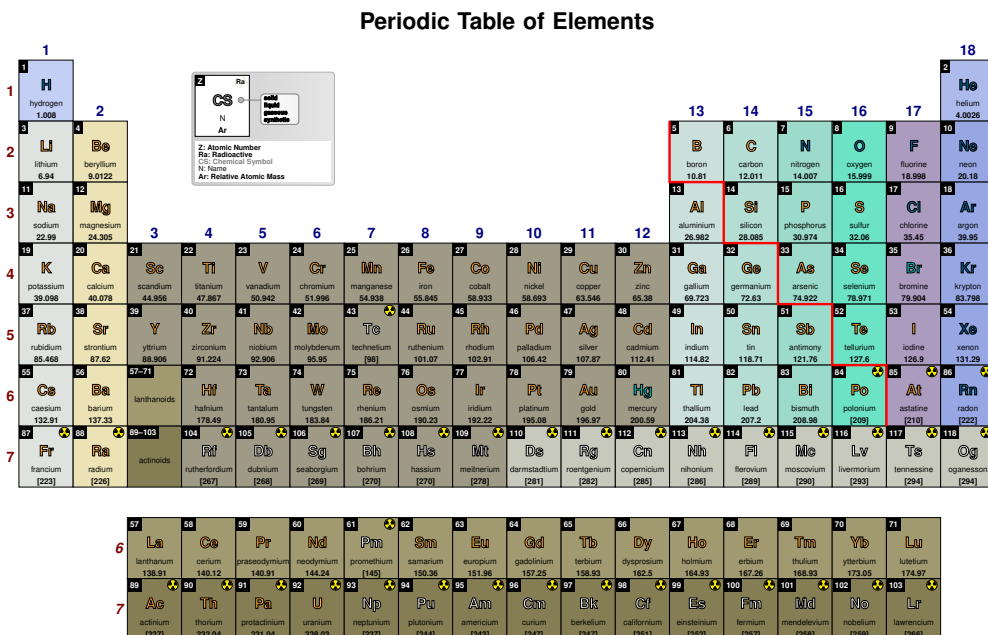 Periodic Table of Elements
1 18
1 H hydrogen 1.008
2 He helium 4.0026
Z Ra CS N Ar
solid
liquid
gaseous
synthetic
Z: Atomic Number
Ra: Radioactive
CS: Chemical Symbol
N: Name
Ar: Relative Atomic Mass
1
2 13 14 15 16 17
2
3 Li lithium 6.94
4 Be beryllium 9.0122
5 B boron 10.81
6 C carbon 12.011
7 N nitrogen 14.007
8 O oxygen 15.999
9 F fluorine 18.998
10 Ne neon 20.18
3
11 Na sodium 22.99
12 Mg magnesium 24.305
13 Al aluminium 26.982
14 Si silicon 28.085
15 P phosphorus 30.974
16 S sulfur 32.06
17 Cl chlorine 35.45
18 Ar argon 39.95
3 4 5 6 7 8 9 10 11 12
4
19 K potassium 39.098
20 Ca calcium 40.078
21 Sc scandium 44.956
22 Ti titanium 47.867
23 V vanadium 50.942
24 Cr chromium 51.996
25 Mn manganese 54.938
26 Fe iron 55.845
27 Co cobalt 58.933
28 Ni nickel 58.693
29 Cu copper 63.546
30 Zn zinc 65.38
31 Ga gallium 69.723
32 Ge germanium 72.63
33 As arsenic 74.922
34 Se selenium 78.971
35 Br bromine 79.904
36 Kr krypton 83.798
5
37 Rb rubidium 85.468
38 Sr strontium 87.62
39 Y yttrium 88.906
40 Zr zirconium 91.224
41 Nb niobium 92.906
42 Mo molybdenum 95.95
43 Tc technetium [98]
44 Ru ruthenium 101.07
45 Rh rhodium 102.91
46 Pd palladium 106.42
47 Ag silver 107.87
48 Cd cadmium 112.41
49 In indium 114.82
50 Sn tin 118.71
51 Sb antimony 121.76
52 Te tellurium 127.6
53 I iodine 126.9
54 Xe xenon 131.29
6
55 Cs caesium 132.91
56 Ba barium 137.33
57–71 lanthanoids
72 Hf hafnium 178.49
73 Ta tantalum 180.95
74 W tungsten 183.84
75 Re rhenium 186.21
76 Os osmium 190.23
77 Ir iridium 192.22
78 Pt platinum 195.08
79 Au gold 196.97
80 Hg mercury 200.59
81 Tl thallium 204.38
82 Pb lead 207.2
83 Bi bismuth 208.98
84 Po polonium [209]
85 At astatine [210]
86 Rn radon [222]
7
87 Fr francium [223]
88 Ra radium [226]
89–103 actinoids
104 Rf rutherfordium [267]
105 Db dubnium [268]
106 Sg seaborgium [269]
107 Bh bohrium [270]
108 Hs hassium [270]
109 Mt meitnerium [278]
110 Ds darmstadtium [281]
111 Rg roentgenium [282]
112 Cn copernicium [285]
113 Nh nihonium [286]
114 Fl flerovium [289]
115 Mc moscovium [290]
116 Lv livermorium [293]
117 Ts tennessine [294]
118 Og oganesson [294]
6
57 La lanthanum 138.91
58 Ce cerium 140.12
59 Pr praseodymium 140.91
60 Nd neodymium 144.24
61 Pm promethium [145]
62 Sm samarium 150.36
63 Eu europium 151.96
64 Gd gadolinium 157.25
65 Tb terbium 158.93
66 Dy dysprosium 162.5
67 Ho holmium 164.93
68 Er erbium 167.26
69 Tm thulium 168.93
70 Yb ytterbium 173.05
71 Lu lutetium 174.97
7
89 Ac actinium
90 Th thorium
91 Pa protactinium
92 U uranium
93 Np neptunium
94 Pu plutonium
95 Am americium
96 Cm curium
97 Bk berkelium
98 Cf californium
99 Es einsteinium
100 Fm fermium
101 Md mendelevium
102 No nobelium
103 Lr lawrencium